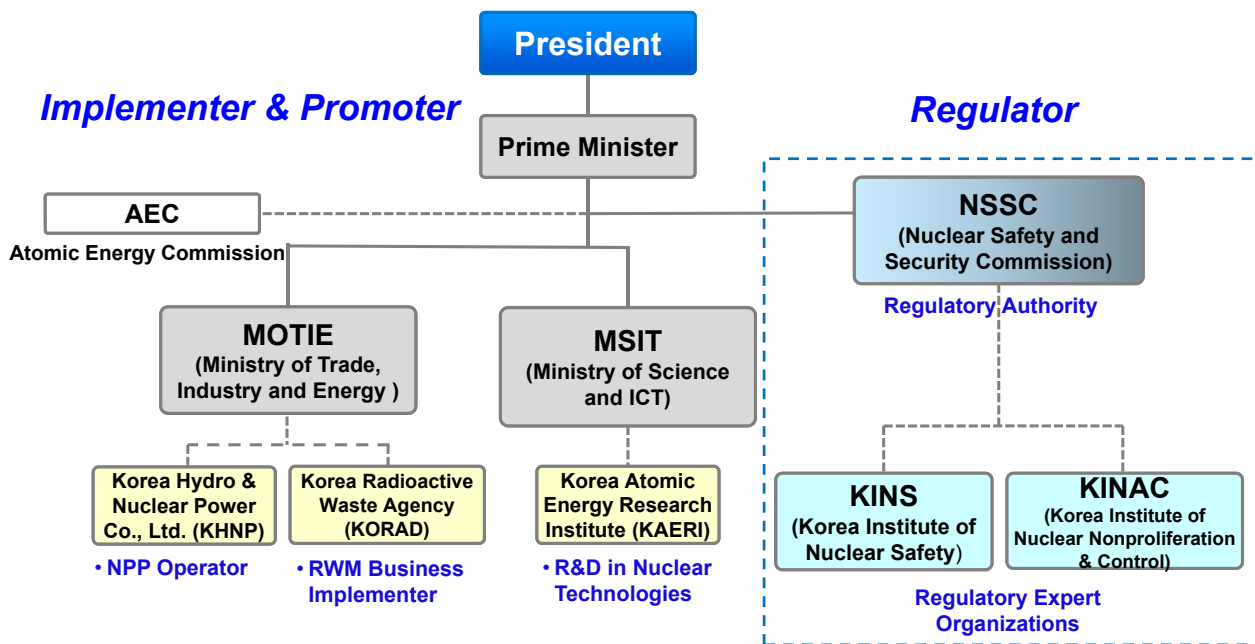 President
Implementer & Promoter
Regulator
Prime Minister
AEC
Atomic Energy Commission
NSSC
(Nuclear Safety and
Security Commission)
Regulatory Authority
MOTIE
(Ministry of Trade,
Industry and Energy )
MSIT
(Ministry of Science
and ICT)
Korea Hydro &
Nuclear Power
Co., Ltd. (KHNP)
• NPP Operator
Korea Radioactive
Waste Agency
(KORAD)
• RWM Business
Implementer
Korea Atomic
Energy Research
Institute (KAERI)
• R&D in Nuclear
Technologies
KINS
(Korea Institute of
Nuclear Safety)
KINAC
(Korea Institute of
Nuclear Nonproliferation
& Control)
Regulatory Expert
Organizations